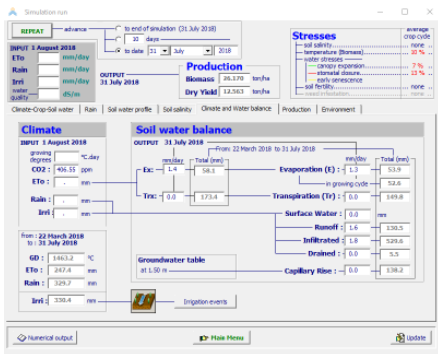 Simulation run
REPEAT
advance
to end of simulation (31 July 2018)
10 days
to date 31 July 2018
INPUT 1 August 2018
ETo mm/day
Rain mm/day
Irri mm/day
water quality dS/m
OUTPUT
31 July 2018
Production
Biomass 26.170 ton/ha
Dry Yield 12.563 ton/ha
Stresses
average
crop cycle
soil salinity none
temperature (Biomass) 10 %
water stresses
canopy expansion 7 %
stomatal closure 13 %
early senescence
soil fertility none
weed infestation none
Climate-Crop-Soil water
Rain
Soil water profile
Soil salinity
Climate and Water balance
Production
Environment
Climate
INPUT 1 August 2018
growing degrees °C.day
CO2 : 406.55 ppm
ETo : . mm
Rain : . mm
Irri : . mm
from : 22 March 2018
to : 31 July 2018
GD : 1463.2 °C
ETo : 247.4 mm
Rain : 329.7 mm
Irri : 330.4 mm
Soil water balance
OUTPUT 31 July 2018
From: 22 March 2018 to 31 July 2018
mm/day Total (mm)
mm/day Total (mm)
Ex: 1.4 58.1
Evaporation (E) : 1.3 53.9
in growing cycle 52.6
Trx: 0.0 173.4
Transpiration (Tr) : 0.0 149.8
Surface Water : 0.0 mm
Runoff : 1.6 130.5
Infiltrated : 1.8 529.6
Drained : 0.0 5.5
Groundwater table
at 1.50 m
Capillary Rise : 0.0 138.2
Irrigation events
Numerical output
Main Menu
Update